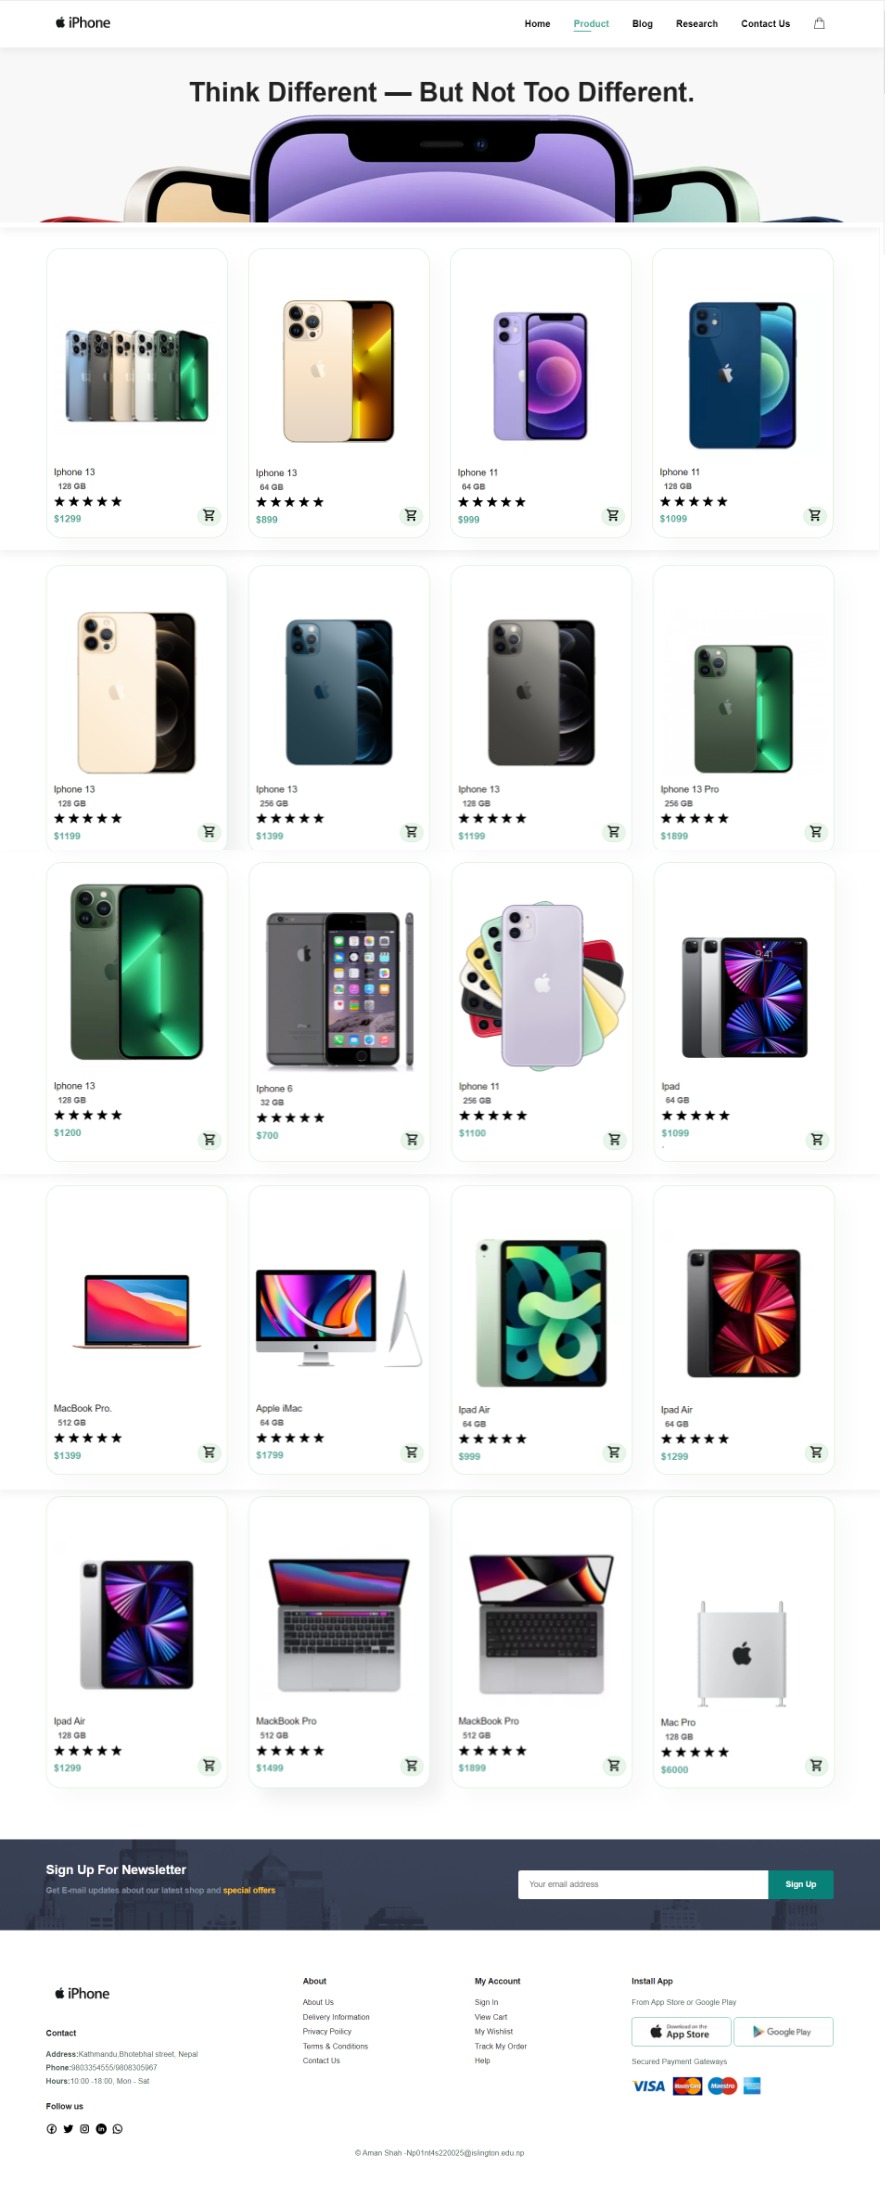 iPhone
Home Product Blog Research Contact Us
Think Different — But Not Too Different.
Iphone 13
128 GB
$1299
Iphone 13
64 GB
$899
Iphone 11
64 GB
$999
Iphone 11
128 GB
$1099
Iphone 13
128 GB
$1199
Iphone 13
256 GB
$1399
Iphone 13
128 GB
$1199
Iphone 13 Pro
256 GB
$1899
Iphone 13
128 GB
$1200
Iphone 6
32 GB
$700
Iphone 11
256 GB
$1100
9:41
Ipad
64 GB
$1099
.
MacBook Pro.
512 GB
$1399
Apple iMac
64 GB
$1799
Ipad Air
64 GB
$999
Ipad Air
64 GB
$1299
Ipad Air
128 GB
$1299
MackBook Pro
512 GB
$1499
MackBook Pro
512 GB
$1899
Mac Pro
128 GB
$6000
Sign Up For Newsletter
Get E-mail updates about our latest shop and special offers
Your email address
Sign Up
iPhone
Contact
Address:Kathmandu,Bhotebhal street, Nepal
Phone:9803354555/9808305967
Hours:10:00 -18:00, Mon - Sat
Follow us
About
About Us
Delivery Information
Privacy Poilicy
Terms & Conditions
Contact Us
My Account
Sign In
View Cart
My Wishlist
Track My Order
Help
Install App
From App Store or Google Play
Download on the
App Store
Google Play
Secured Payment Gateways
VISA MasterCard Maestro
© Aman Shah -Np01nt4s220025@islington.edu.np